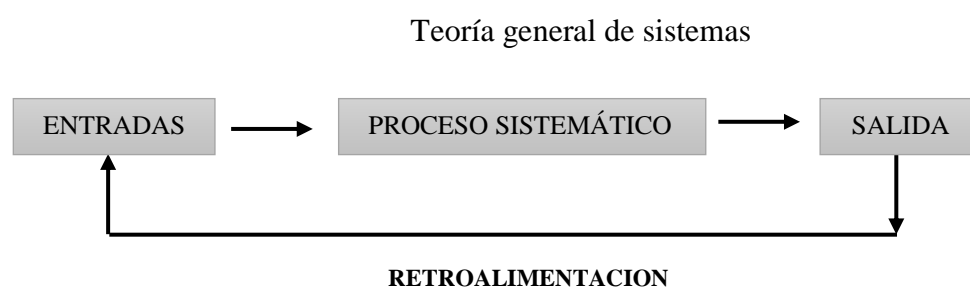 Teoría general de sistemas
ENTRADAS
PROCESO SISTEMÁTICO
SALIDA
RETROALIMENTACION